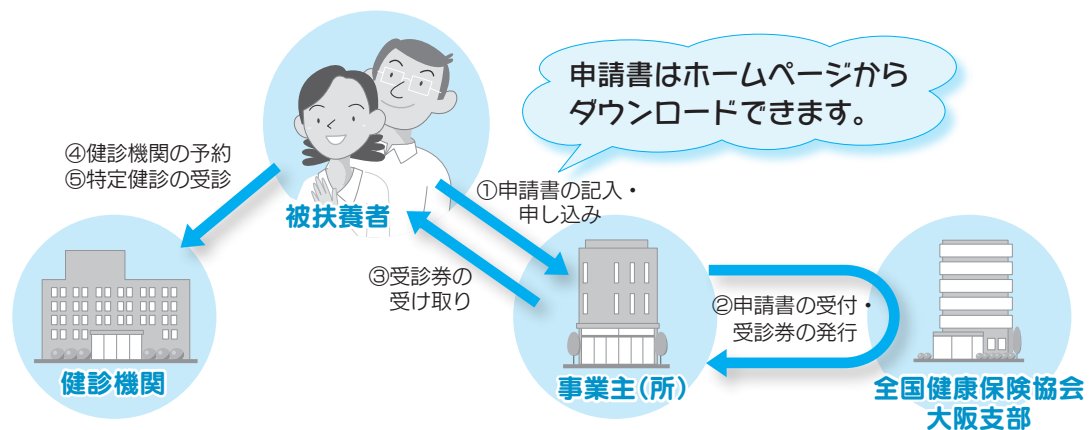 申請書はホームページから
ダウンロードできます。
④健診機関の予約
⑤特定健診の受診
被扶養者
①申請書の記入・
申し込み
③受診券の
受け取り
②申請書の受付・
受診券の発行
健診機関
事業主(所)
全国健康保険協会
大阪支部